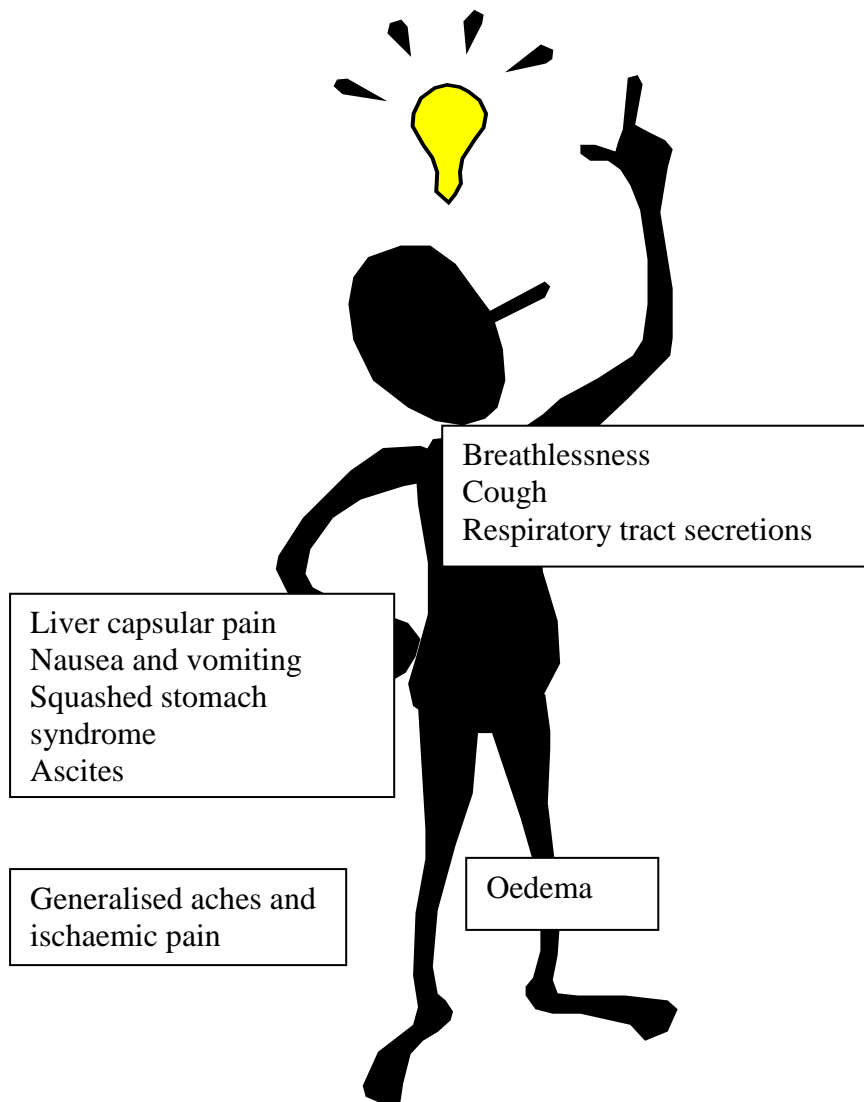 Breathlessness
Cough
Respiratory tract secretions
Liver capsular pain
Nausea and vomiting
Squashed stomach
syndrome
Ascites
Generalised aches and
ischaemic pain
Oedema